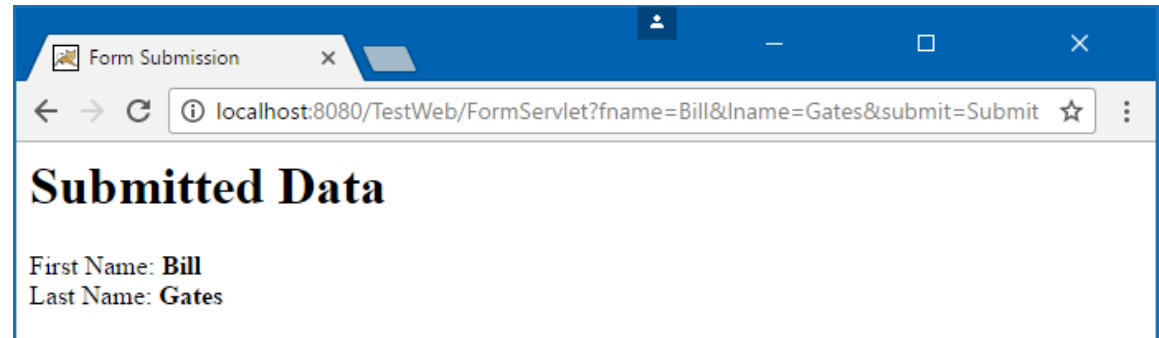 Form Submission
localhost:8080/TestWeb/FormServlet?fname=Bill&lname=Gates&submit=Submit
Submitted Data
First Name: Bill
Last Name: Gates